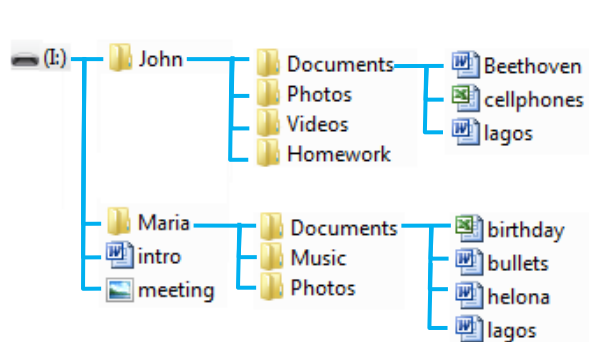 (I:)
John
Documents
Photos
Videos
Homework
Beethoven
cellphones
lagos
Maria
intro
meeting
Documents
Music
Photos
birthday
bullets
helona
lagos